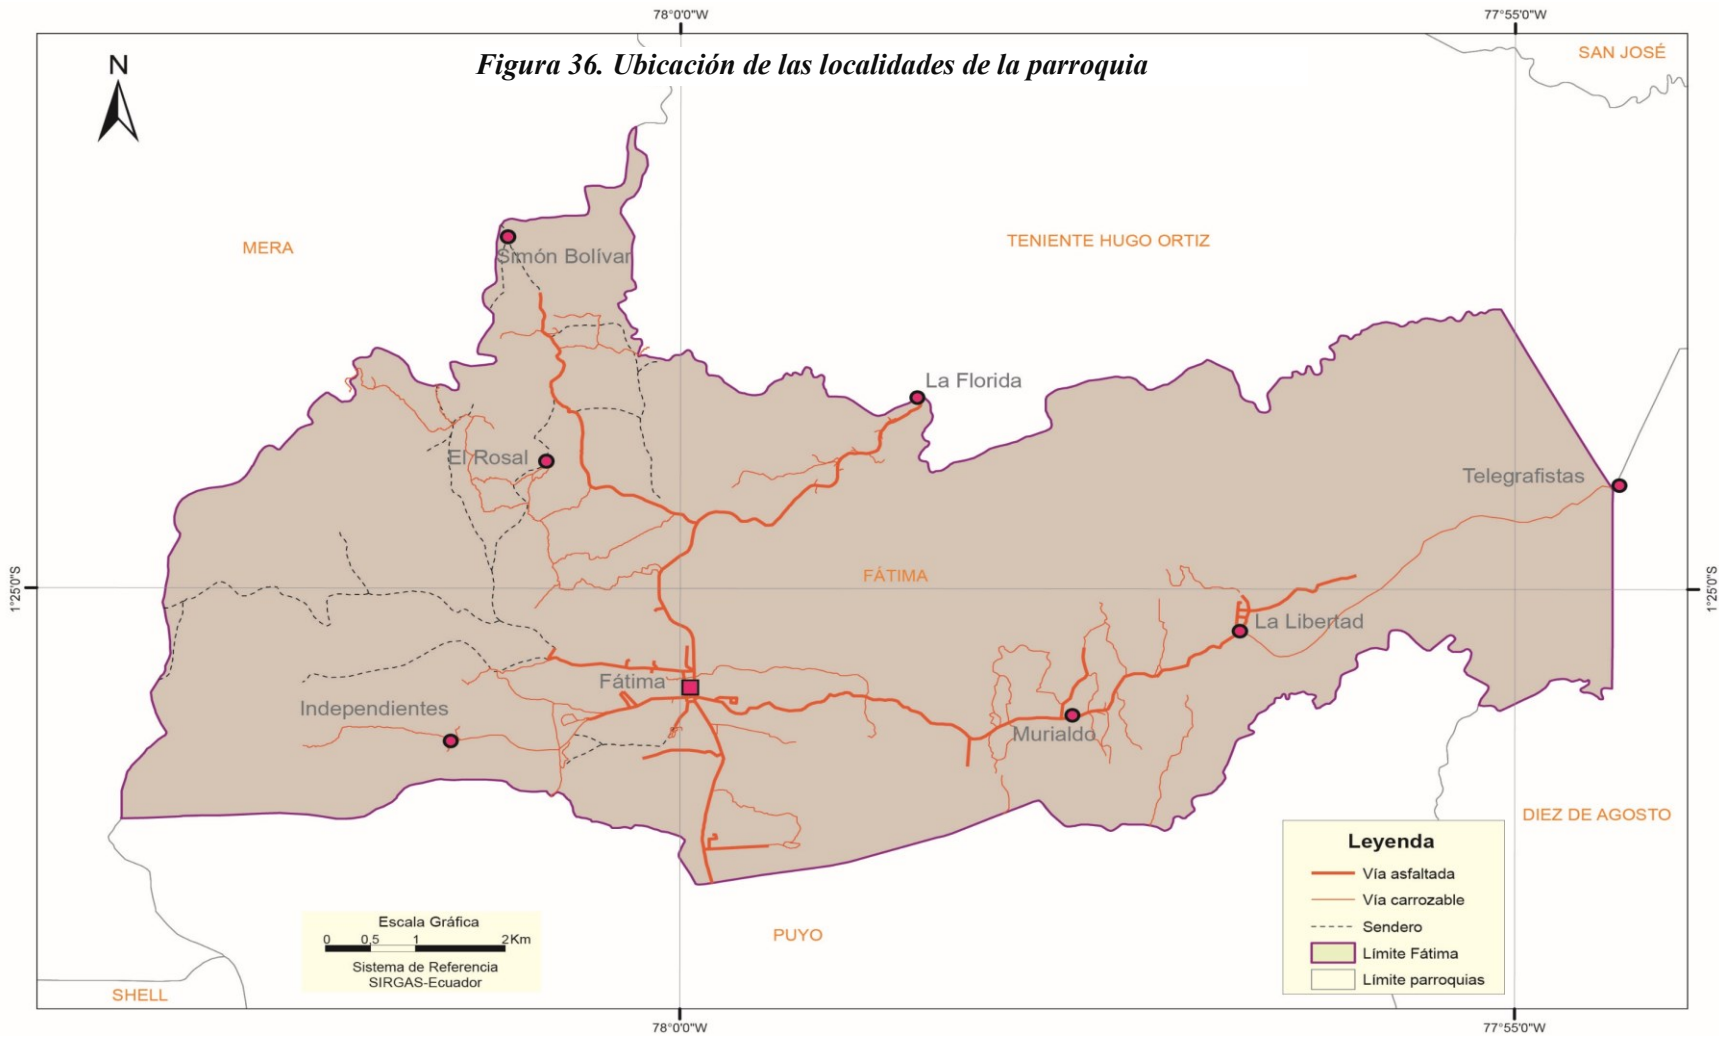 78°0'0"W
77°55'0"W
Figura 36. Ubicación de las localidades de la parroquia
SAN JOSÉ
N
MERA
TENIENTE HUGO ORTIZ
Simón Bolívar
La Florida
El Rosal
Telegrafistas
FÁTIMA
1°25'0"S
1°25'0"S
La Libertad
Fátima
Independientes
Murialdo
DIEZ DE AGOSTO
PUYO
SHELL
Leyenda
Vía asfaltada
Vía carrozable
Sendero
Límite Fátima
Límite parroquias
Escala Gráfica
0 0,5 1 2Km
Sistema de Referencia
SIRGAS-Ecuador
78°0'0"W
77°55'0"W